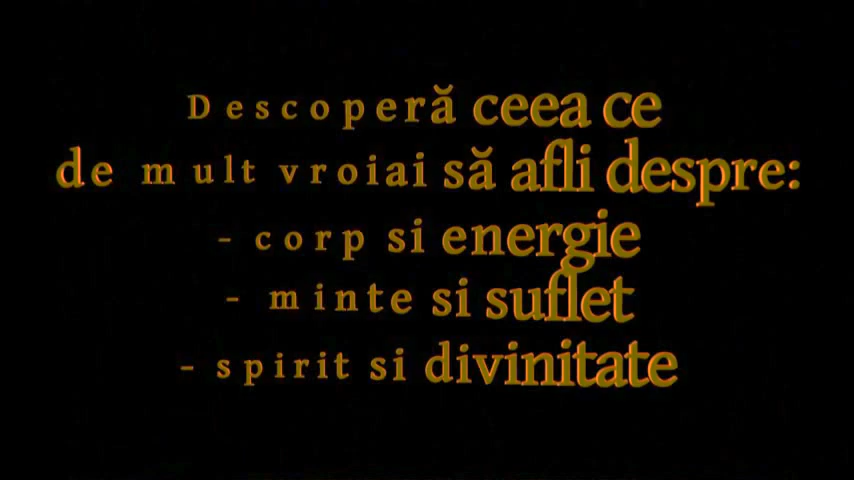 Descoperă ceea ce
de mult vroiai să afli despre:
- corp si energie
- minte si suflet
- spirit si divinitate